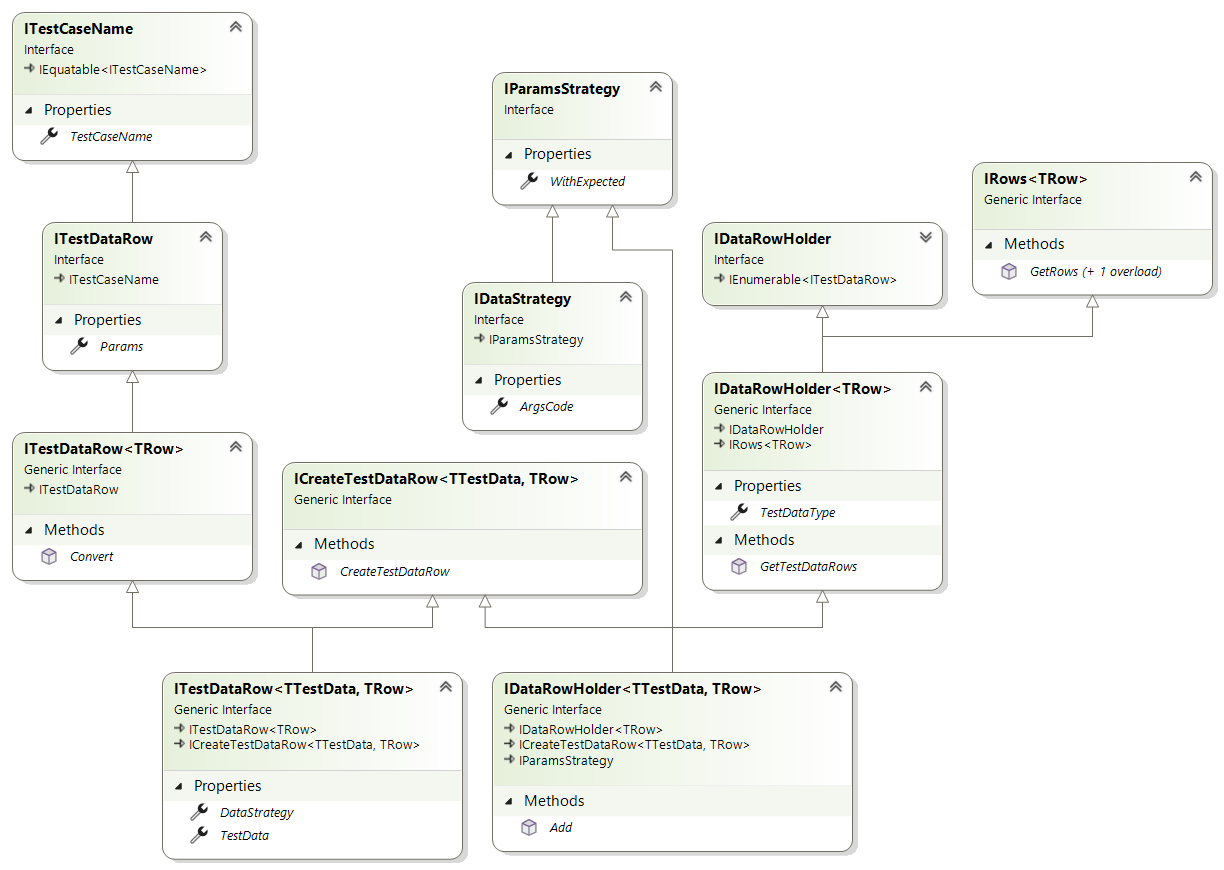 ITestCaseName
Interface
IEquatable<ITestCaseName>
Properties
TestCaseName
IParamsStrategy
Interface
Properties
WithExpected
IRows<TRow>
Generic Interface
Methods
GetRows (+ 1 overload)
ITestDataRow
Interface
ITestCaseName
Properties
Params
IDataRowHolder
Interface
IEnumerable<ITestDataRow>
IDataStrategy
Interface
IParamsStrategy
Properties
ArgsCode
IDataRowHolder<TRow>
Generic Interface
IDataRowHolder
IRows<TRow>
Properties
TestDataType
Methods
GetTestDataRows
ITestDataRow<TRow>
Generic Interface
ITestDataRow
Methods
Convert
ICreateTestDataRow<TTestData, TRow>
Generic Interface
Methods
CreateTestDataRow
ITestDataRow<TTestData, TRow>
Generic Interface
ITestDataRow<TRow>
ICreateTestDataRow<TTestData, TRow>
Properties
DataStrategy
TestData
IDataRowHolder<TTestData, TRow>
Generic Interface
IDataRowHolder<TRow>
ICreateTestDataRow<TTestData, TRow>
IParamsStrategy
Methods
Add